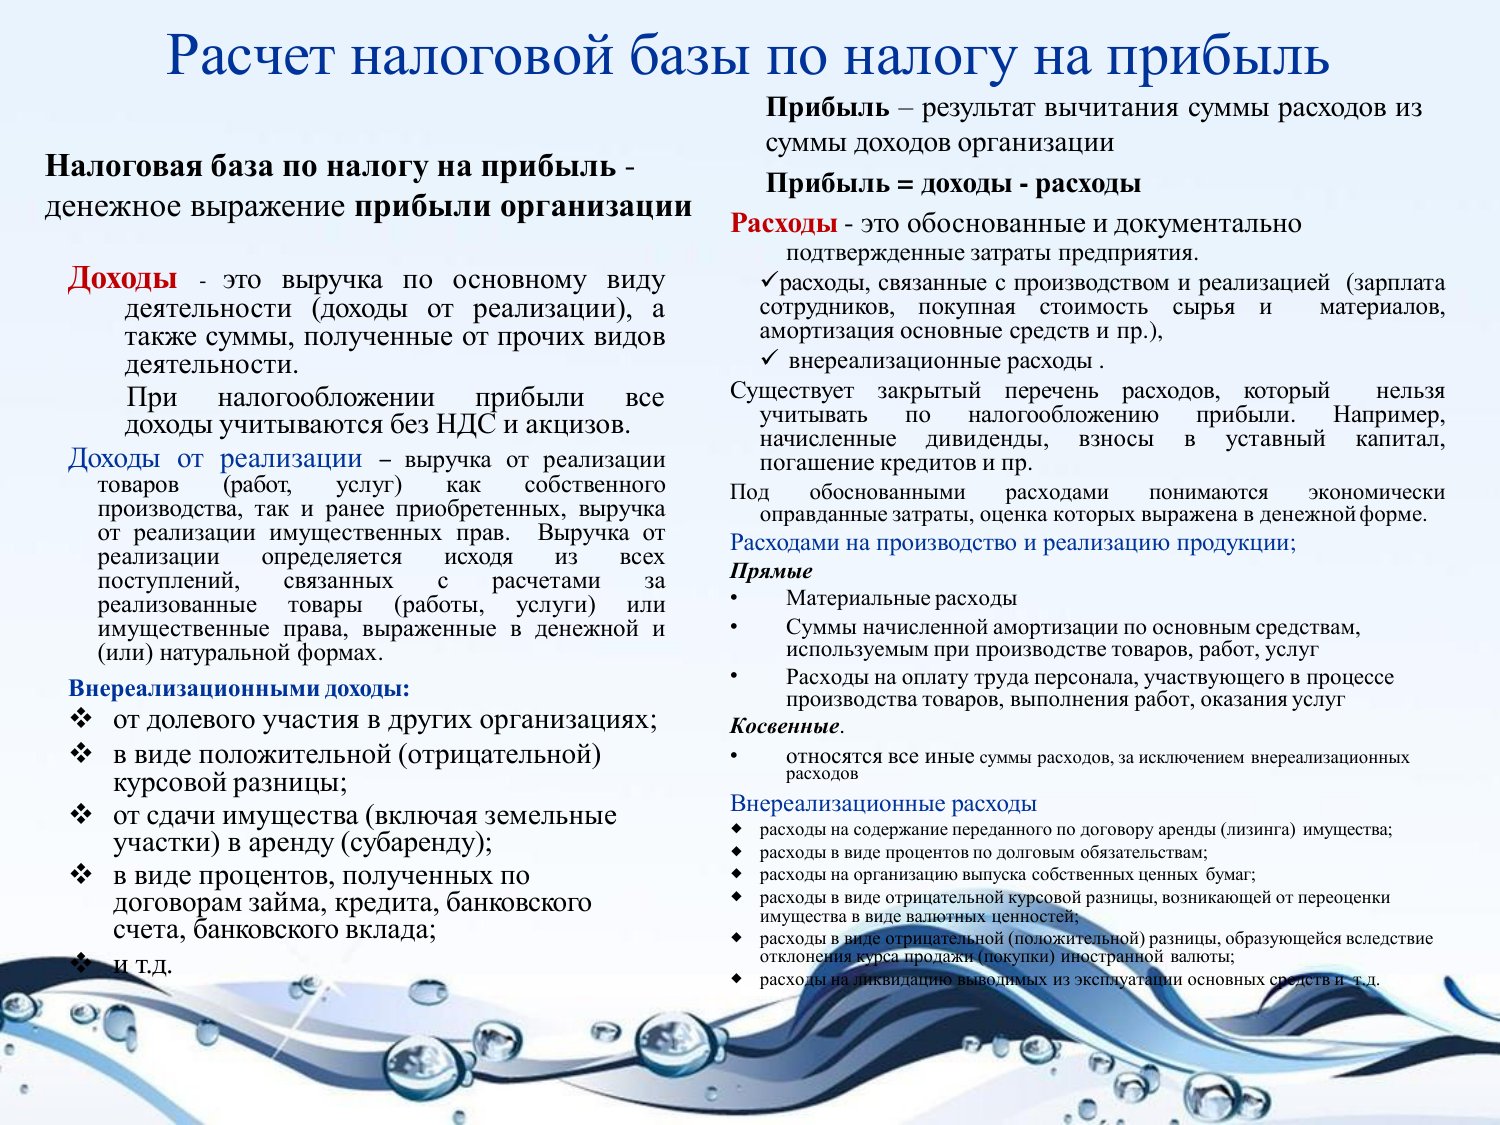 Расчет налоговой базы по налогу на прибыль
Налоговая база по налогу на прибыль -
денежное выражение прибыли организации
Доходы - это выручка по основному виду
деятельности (доходы от реализации), а
также суммы, полученные от прочих видов
деятельности.
При налогообложении прибыли все
доходы учитываются без НДС и акцизов.
Доходы от реализации – выручка от реализации
товаров (работ, услуг) как собственного
производства, так и ранее приобретенных, выручка
от реализации имущественных прав. Выручка от
реализации определяется исходя из всех
поступлений, связанных с расчетами за
реализованные товары (работы, услуги) или
имущественные права, выраженные в денежной и
(или) натуральной формах.
Внереализационными доходы:
❖ от долевого участия в других организациях;
❖ в виде положительной (отрицательной)
курсовой разницы;
❖ от сдачи имущества (включая земельные
участки) в аренду (субаренду);
❖ в виде процентов, полученных по
договорам займа, кредита, банковского
счета, банковского вклада;
❖ и т.д.
Прибыль – результат вычитания суммы расходов из
суммы доходов организации
Прибыль = доходы - расходы
Расходы - это обоснованные и документально
подтвержденные затраты предприятия.
✓расходы, связанные с производством и реализацией (зарплата
сотрудников, покупная стоимость сырья и материалов,
амортизация основные средств и пр.),
✓ внереализационные расходы .
Существует закрытый перечень расходов, который нельзя
учитывать по налогообложению прибыли. Например,
начисленные дивиденды, взносы в уставный капитал,
погашение кредитов и пр.
Под обоснованными расходами понимаются экономически
оправданные затраты, оценка которых выражена в денежной форме.
Расходами на производство и реализацию продукции;
Прямые
• Материальные расходы
• Суммы начисленной амортизации по основным средствам,
используемым при производстве товаров, работ, услуг
• Расходы на оплату труда персонала, участвующего в процессе
производства товаров, выполнения работ, оказания услуг
Косвенные.
• относятся все иные суммы расходов, за исключением внереализационных
расходов
Внереализационные расходы
◆ расходы на содержание переданного по договору аренды (лизинга) имущества;
◆ расходы в виде процентов по долговым обязательствам;
◆ расходы на организацию выпуска собственных ценных бумаг;
◆ расходы в виде отрицательной курсовой разницы, возникающей от переоценки
имущества в виде валютных ценностей;
◆ расходы в виде отрицательной (положительной) разницы, образующейся вследствие
отклонения курса продажи (покупки) иностранной валюты;
◆ расходы на ликвидацию выводимых из эксплуатации основных средств и т.д.